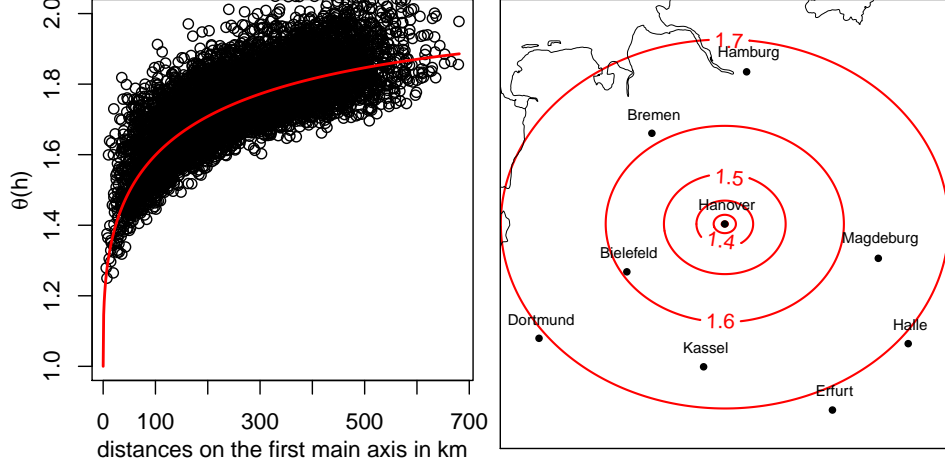 2.0
1.8
1.6
1.4
1.2
1.0
θ(h)
0 100 300 500 700
distances on the first main axis in km
1.7
Hamburg
Bremen
1.5
Hanover
1.4
Magdeburg
Bielefeld
1.6
Dortmund
Halle
Kassel
Erfurt